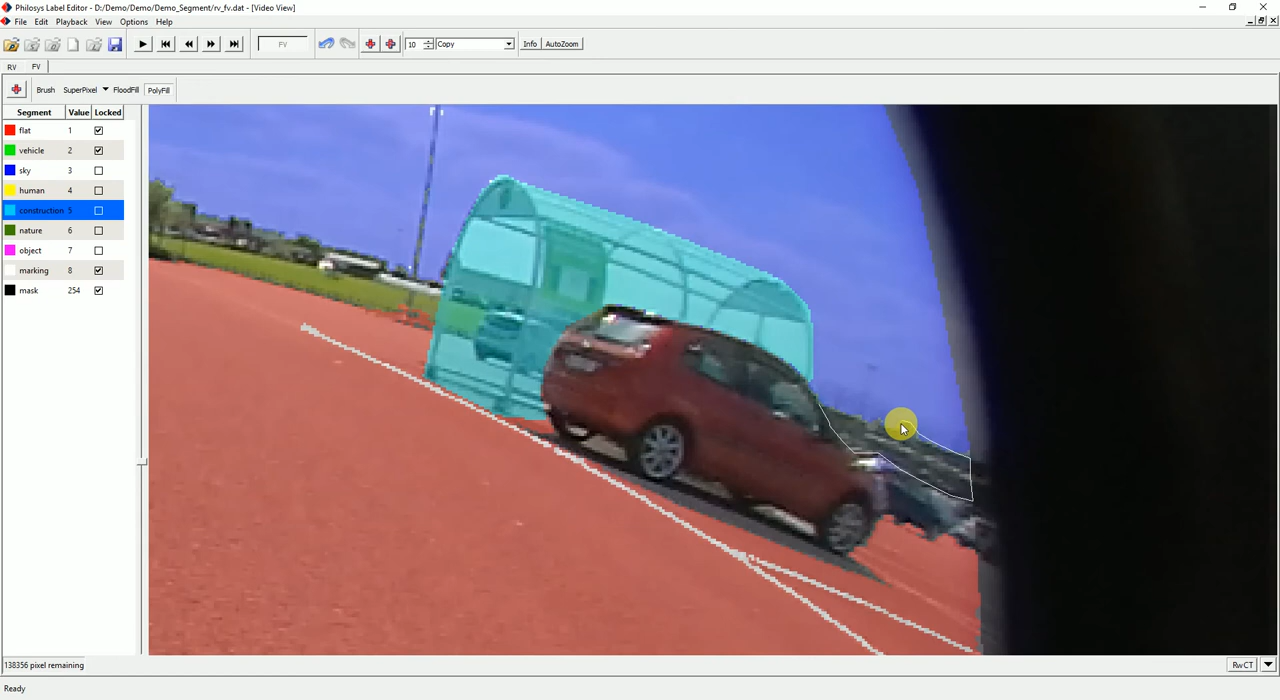 Philosys Label Editor - D:/Demo/Demo/Demo_Segment/rv_fv.dat - [Video View]
File Edit Playback View Options Help
FV 10 Copy Info AutoZoom
RV FV
Brush SuperPixel FloodFill PolyFill
Segment Value Locked
flat 1
vehicle 2
sky 3
human 4
construction 5
nature 6
object 7
marking 8
mask 254
138356 pixel remaining RwCT
Ready